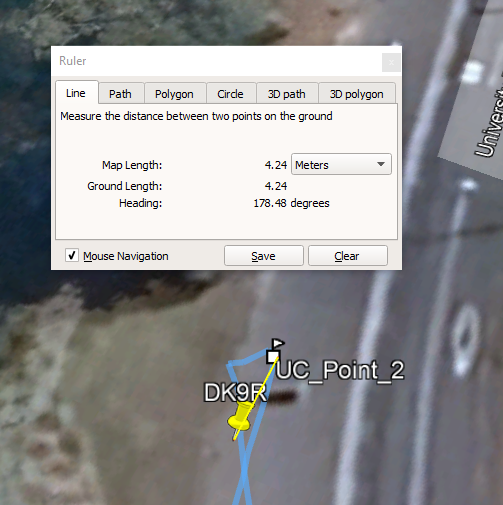 Ruler
Line Path Polygon Circle 3D path 3D polygon
Measure the distance between two points on the ground
Map Length: 4.24 Meters
Ground Length: 4.24
Heading: 178.48 degrees
Mouse Navigation Save Clear
Universit
UC_Point_2
DK9R